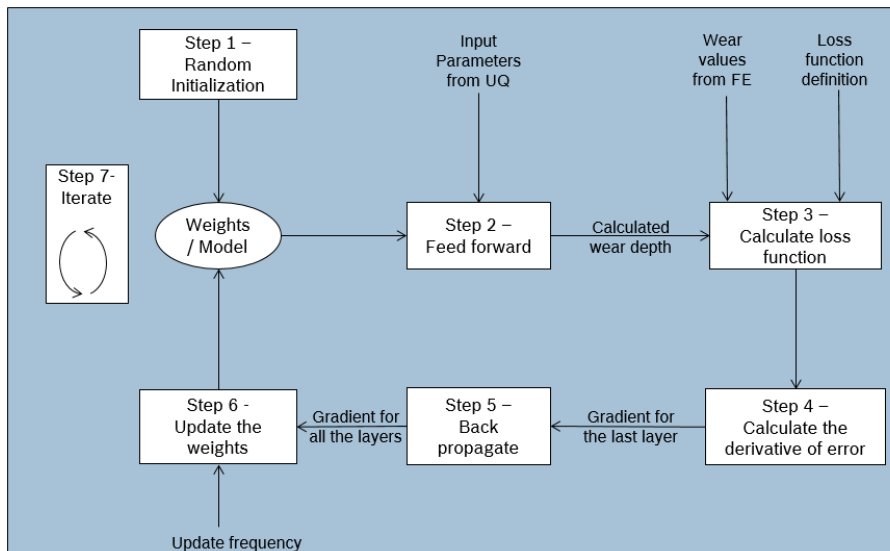 Step 1 –
Random
Initialization
Input
Parameters
from UQ
Wear
values
from FE
Loss
function
definition
Step 7-
Iterate
Weights
/ Model
Step 2 –
Feed forward
Calculated
wear depth
Step 3 –
Calculate loss
function
Step 6 -
Update the
weights
Gradient for
all the layers
Step 5 –
Back
propagate
Gradient for
the last layer
Step 4 –
Calculate the
derivative of error
Update frequency